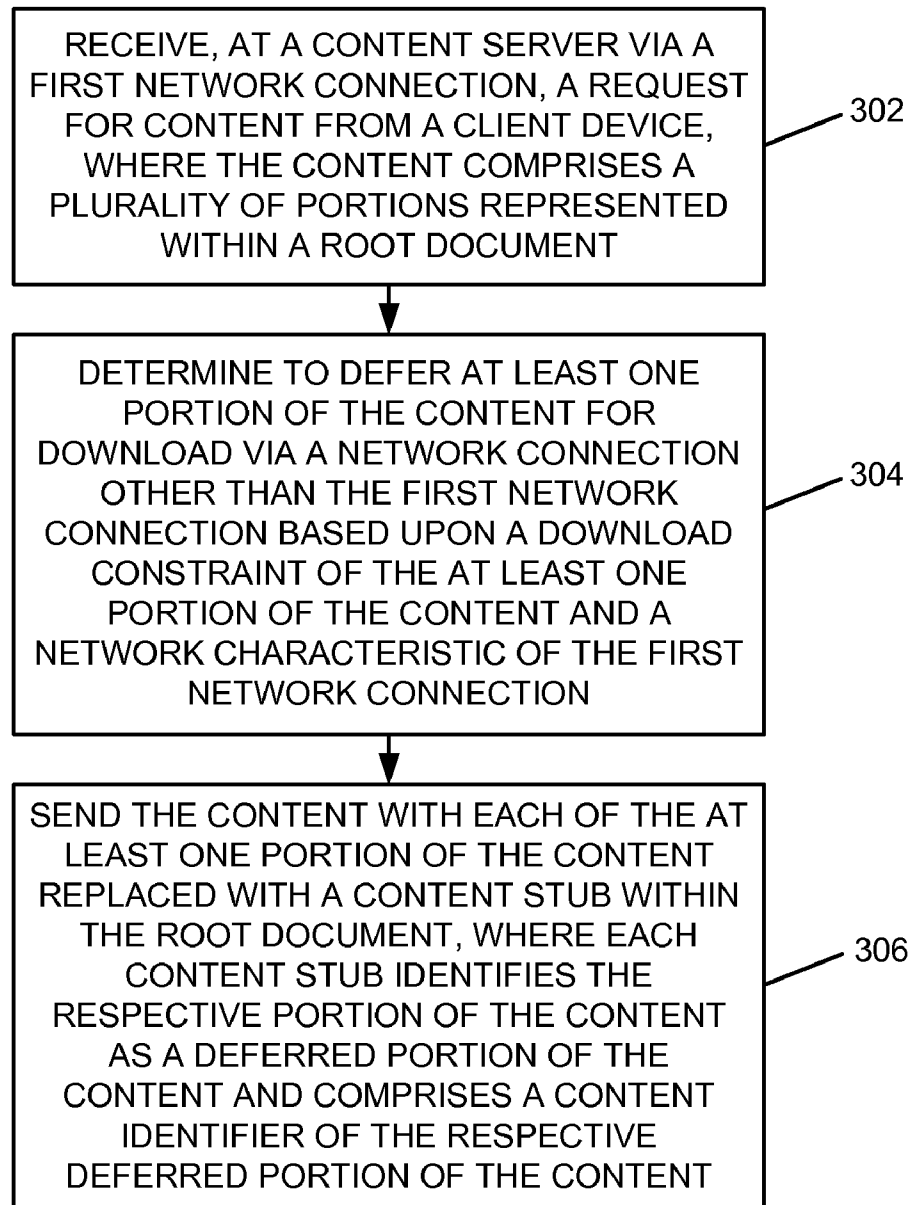 RECEIVE, AT A CONTENT SERVER VIA A
FIRST NETWORK CONNECTION, A REQUEST
FOR CONTENT FROM A CLIENT DEVICE,
WHERE THE CONTENT COMPRISES A
PLURALITY OF PORTIONS REPRESENTED
WITHIN A ROOT DOCUMENT
302
DETERMINE TO DEFER AT LEAST ONE
PORTION OF THE CONTENT FOR
DOWNLOAD VIA A NETWORK CONNECTION
OTHER THAN THE FIRST NETWORK
CONNECTION BASED UPON A DOWNLOAD
CONSTRAINT OF THE AT LEAST ONE
PORTION OF THE CONTENT AND A
NETWORK CHARACTERISTIC OF THE FIRST
NETWORK CONNECTION
304
SEND THE CONTENT WITH EACH OF THE AT
LEAST ONE PORTION OF THE CONTENT
REPLACED WITH A CONTENT STUB WITHIN
THE ROOT DOCUMENT, WHERE EACH
CONTENT STUB IDENTIFIES THE
RESPECTIVE PORTION OF THE CONTENT
AS A DEFERRED PORTION OF THE
CONTENT AND COMPRISES A CONTENT
IDENTIFIER OF THE RESPECTIVE
DEFERRED PORTION OF THE CONTENT
306